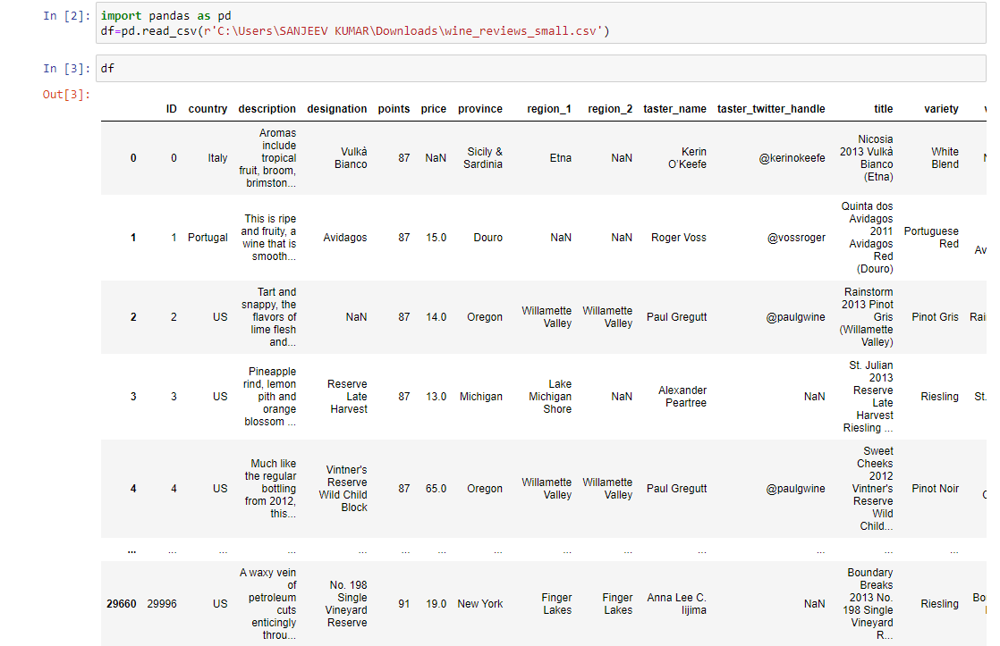 In [2]: import pandas as pd
df=pd.read_csv(r'C:\Users\SANJEEV KUMAR\Downloads\wine_reviews_small.csv')
In [3]: df
Out[3]:
ID country description designation points price province region_1 region_2 taster_name taster_twitter_handle title variety
0 0 Italy Aromas include tropical fruit, broom, brimston... Vulkà Bianco 87 NaN Sicily & Sardinia Etna NaN Kerin O'Keefe @kerinokeefe Nicosia 2013 Vulkà Bianco (Etna) White Blend
1 1 Portugal This is ripe and fruity, a wine that is smooth... Avidagos 87 15.0 Douro NaN NaN Roger Voss @vossroger Quinta dos Avidagos 2011 Avidagos Red (Douro) Portuguese Red Av
2 2 US Tart and snappy, the flavors of lime flesh and... NaN 87 14.0 Oregon Willamette Valley Willamette Valley Paul Gregutt @paulgwine Rainstorm 2013 Pinot Gris (Willamette Valley) Pinot Gris Rai
3 3 US Pineapple rind, lemon pith and orange blossom ... Reserve Late Harvest 87 13.0 Michigan Lake Michigan Shore NaN Alexander Peartree NaN St. Julian 2013 Reserve Late Harvest Riesling ... Riesling St.
4 4 US Much like the regular bottling from 2012, this... Vintner's Reserve Wild Child Block 87 65.0 Oregon Willamette Valley Willamette Valley Paul Gregutt @paulgwine Sweet Cheeks 2012 Vintner's Reserve Wild Child... Pinot Noir
... ... ... ... ... ... ... ... ... ... ... ... ... ...
29660 29996 US A waxy vein of petroleum cuts enticingly throu... No. 198 Single Vineyard Reserve 91 19.0 New York Finger Lakes Finger Lakes Anna Lee C. Iijima NaN Boundary Breaks 2013 No. 198 Single Vineyard R... Riesling Bo